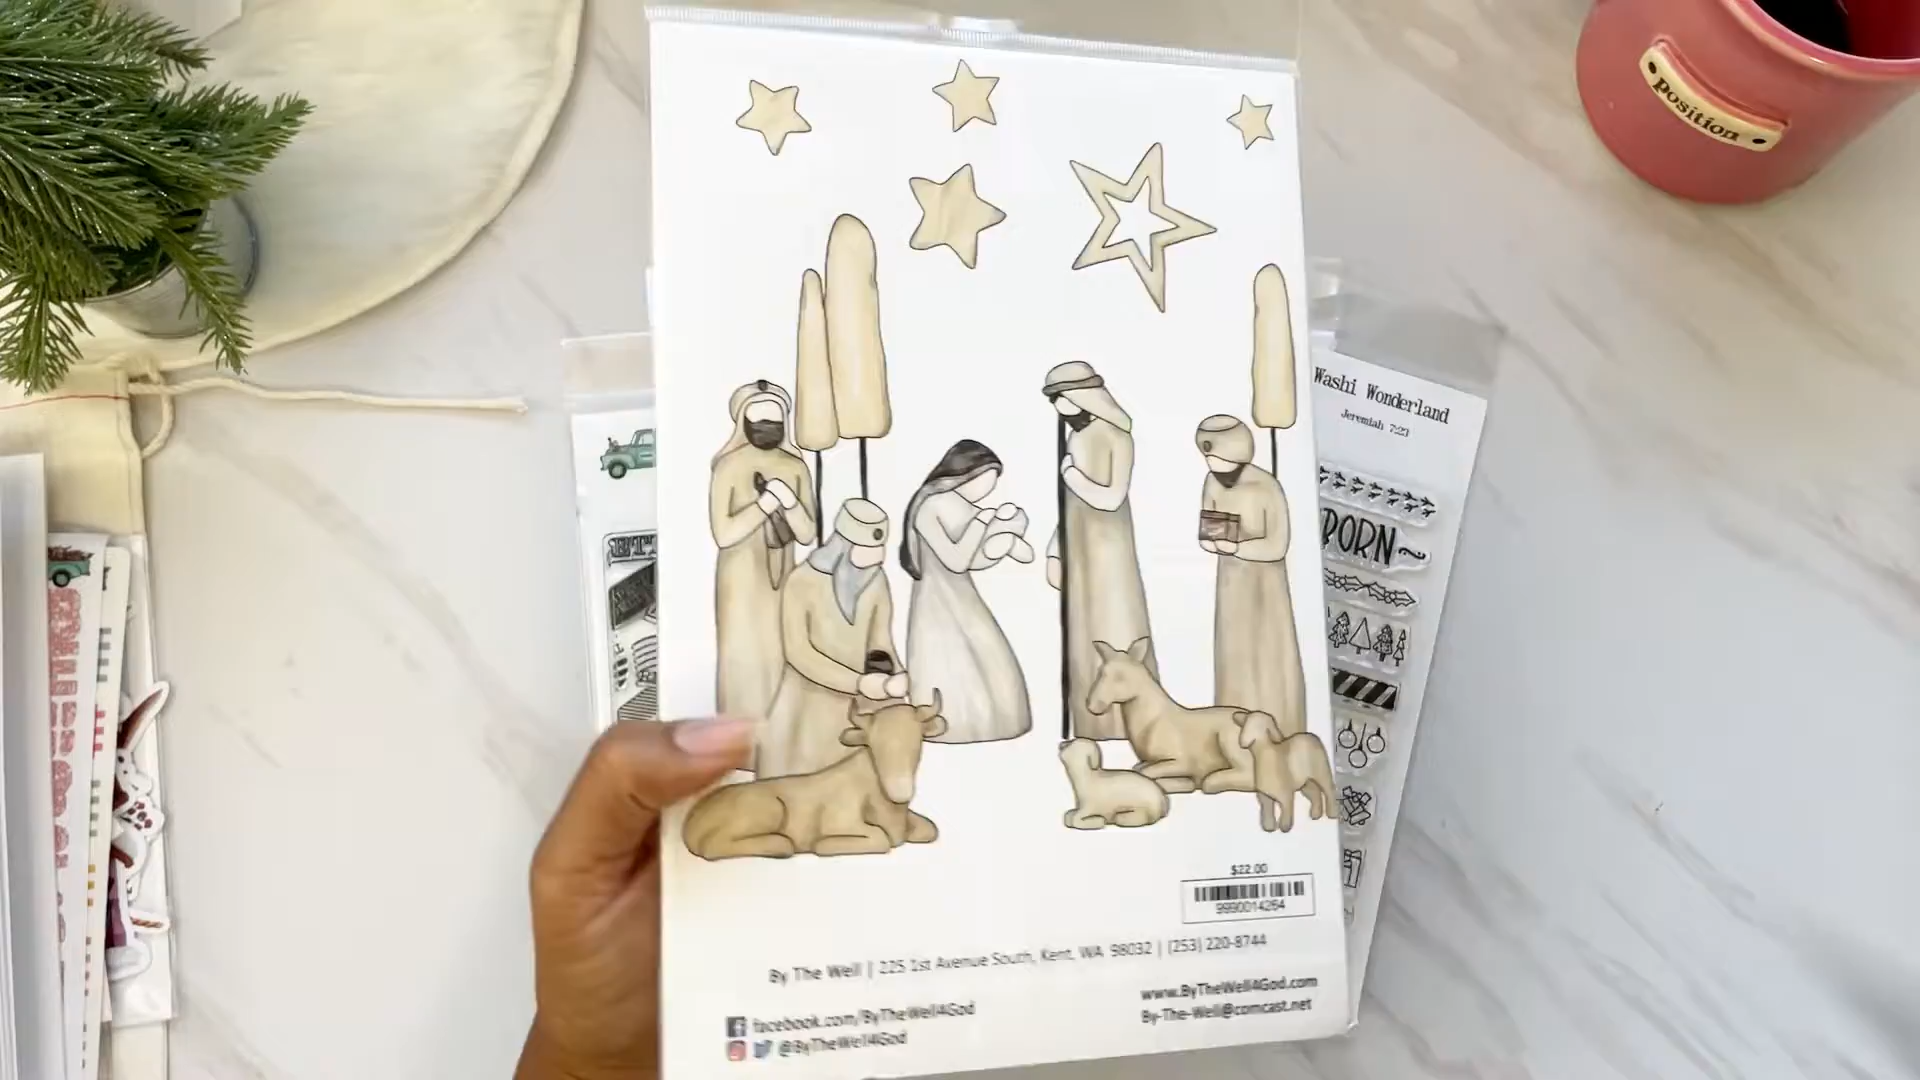 position
Washi Wonderland
Jeremiah 7:23
BORN
$22.00
9990014264
By The Well | 225 1st Avenue South, Kent, WA 98032 | (253) 220-8744
facebook.com/ByTheWell4God
@ByTheWell4God
www.ByTheWell4God.com
By-The-Well@comcast.net